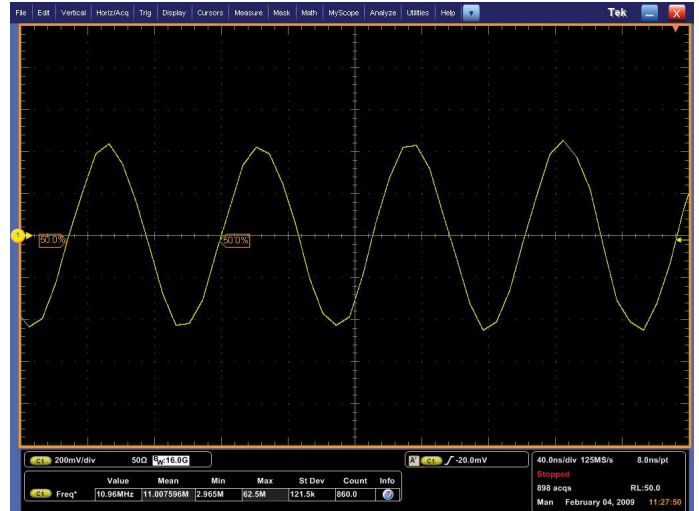 File Edit Vertical Horiz/Acq Trig Display Cursors Measure Mask Math MyScope Analyze Utilities Help Tek
1
50.0% 50.0%
C1 200mV/div 50Ω BW:16.0G
A' C1 -20.0mV
40.0ns/div 125MS/s 8.0ns/pt
Stopped
898 acqs RL:50.0
Man February 04, 2009 11:27:50
Value Mean Min Max St Dev Count Info
C1 Freq* 10.96MHz 11.007596M 2.965M 62.5M 121.5k 860.0